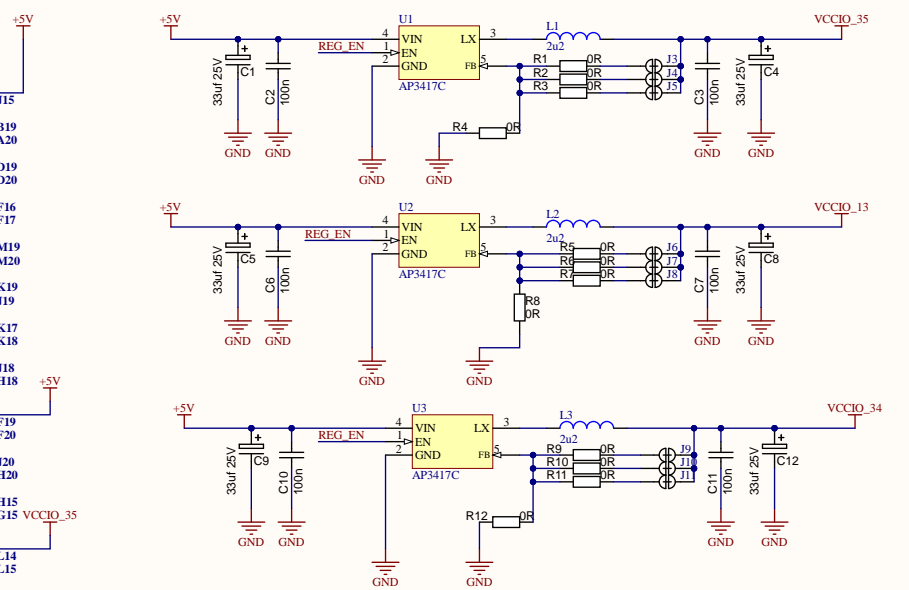 +5V
J15
B19
A20
D19
D20
F16
F17
M19
M20
K19
J19
K17
K18
J18
H18
+5V
F19
F20
J20
H20
H15
G15
VCCIO_35
L14
L15
+5V
33uf 25V
C1
C2
100n
GND
GND
REG_EN
U1
4
1
2
VIN
EN
GND
LX
FB
3
5
AP3417C
GND
L1
2u2
R1
0R
R2
0R
R3
0R
R4
0R
GND
J3
J4
J5
C3
100n
33uf 25V
C4
GND
GND
VCCIO_35
+5V
33uf 25V
C5
C6
100n
GND
GND
REG_EN
U2
4
1
2
VIN
EN
GND
LX
FB
3
5
AP3417C
GND
L2
2u2
R5
0R
R6
0R
R7
0R
R8
0R
GND
J6
J7
J8
C7
100n
33uf 25V
C8
GND
GND
VCCIO_13
+5V
33uf 25V
C9
C10
100n
GND
GND
REG_EN
U3
4
1
2
VIN
EN
GND
LX
FB
3
5
AP3417C
GND
L3
2u2
R9
0R
R10
0R
R11
0R
R12
0R
GND
J9
J10
J11
C11
100n
33uf 25V
C12
GND
GND
VCCIO_34